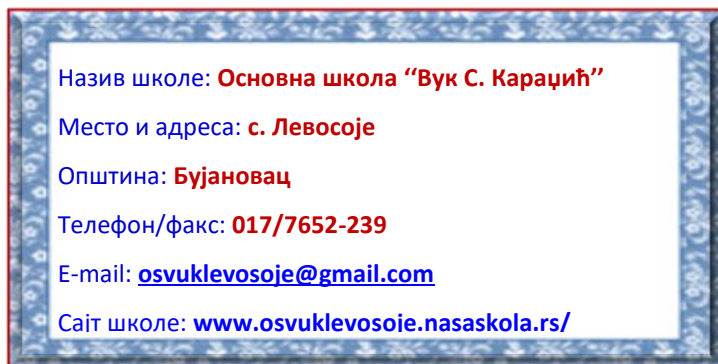 Назив школе: Основна школа ‘‘Вук С. Караџић’’
Место и адреса: с. Левосоје
Општина: Бујановац
Телефон/факс: 017/7652-239
E-mail: osvuklevosoje@gmail.com
Сајт школе: www.osvuklevosoje.nasaskola.rs/